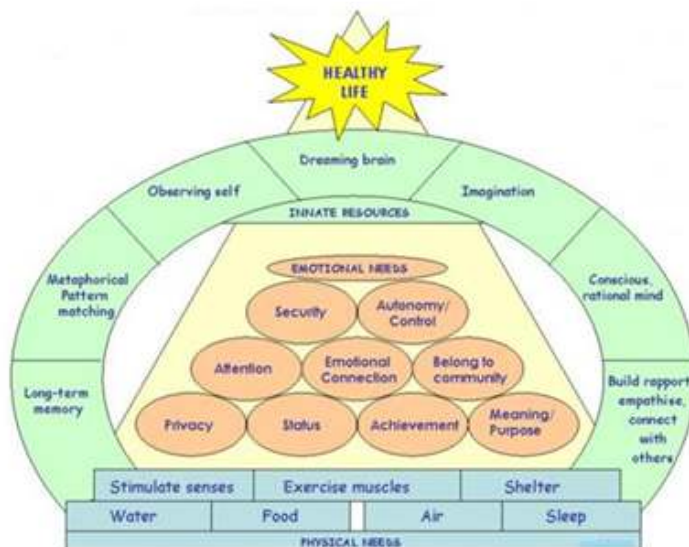 HEALTHY
LIFE
Dreaming brain
Observing self
Imagination
INNATE RESOURCES
Metaphorical
Pattern
matching
Conscious,
rational mind
EMOTIONAL NEEDS
Security
Autonomy/
Control
Attention
Emotional
Connection
Belong to
community
Long-term
memory
Build rapport,
empathise,
connect
with
others
Privacy
Status
Achievement
Meaning/
Purpose
Stimulate senses
Exercise muscles
Shelter
Water
Food
Air
Sleep
PHYSICAL NEEDS